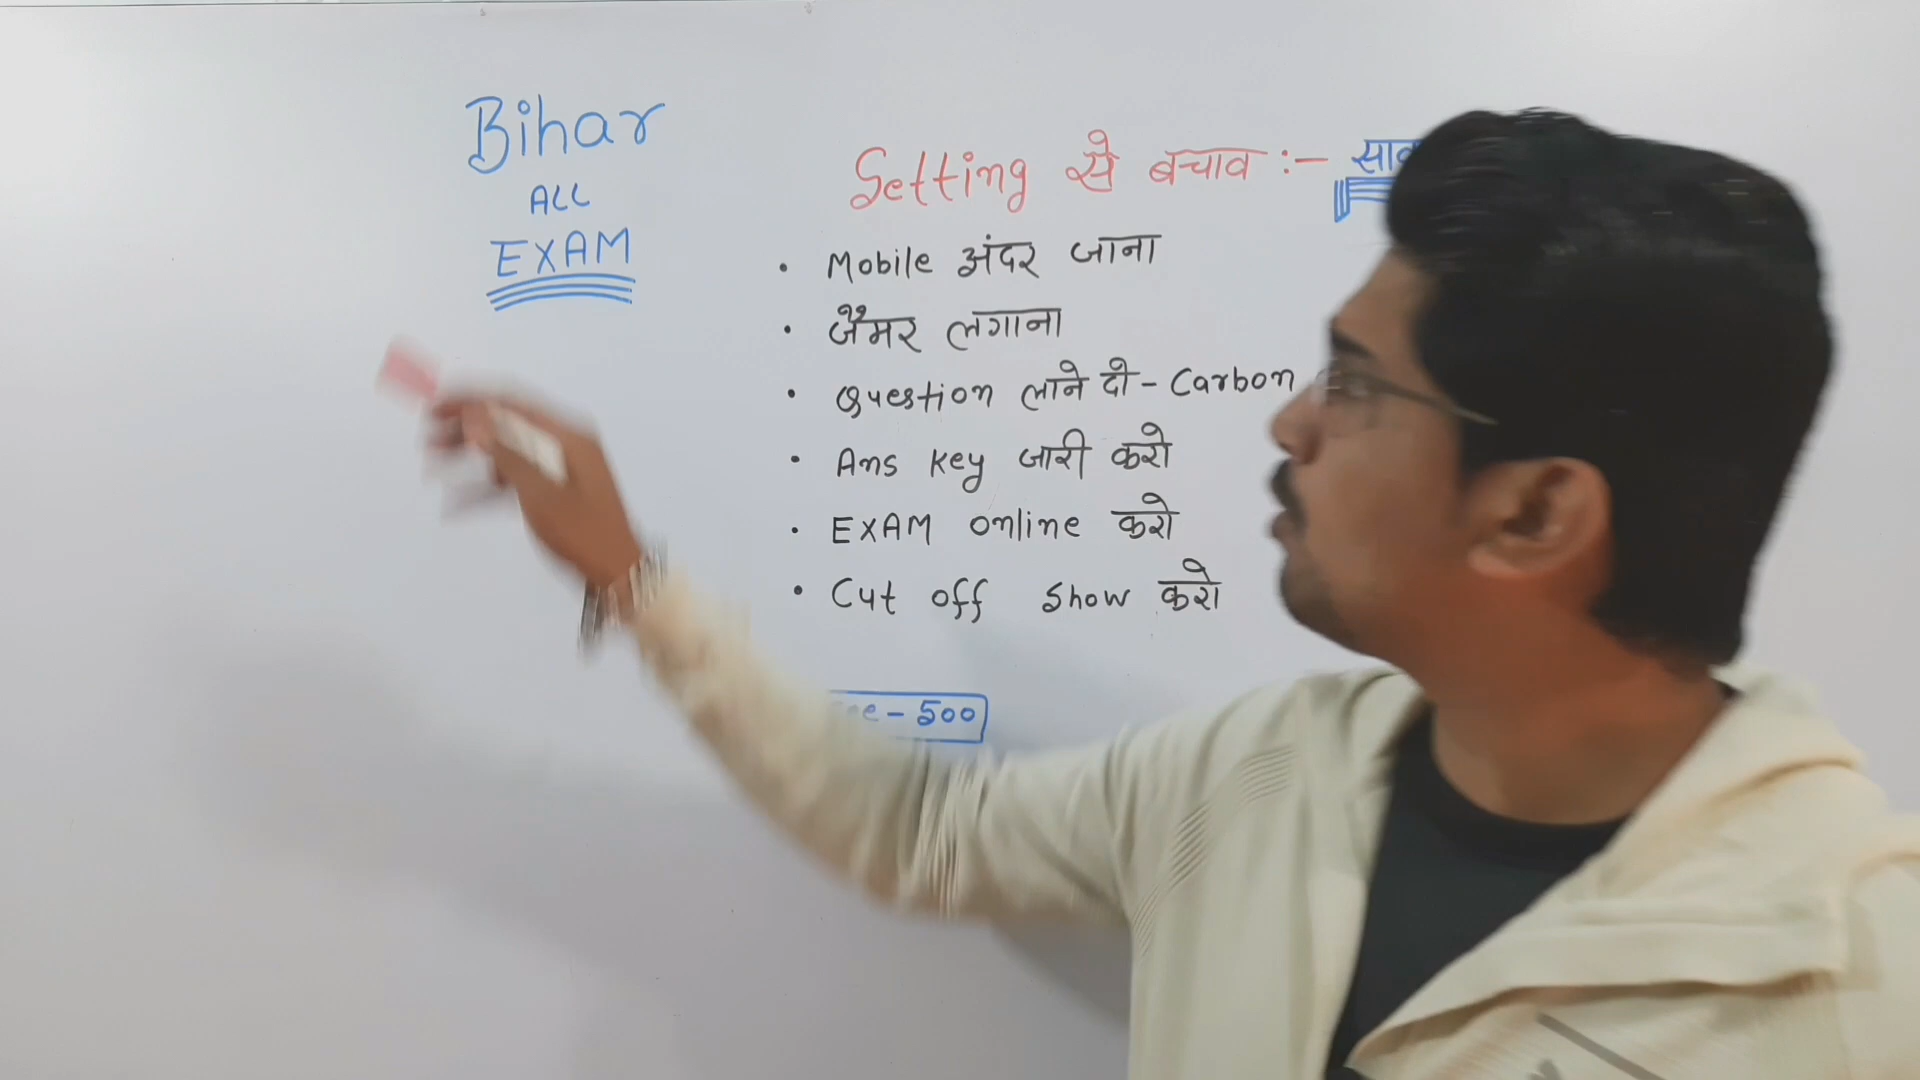 Bihar
ALL
EXAM
Setting से बचाव :-
• Mobile अंदर जाना
• जैमर लगाना
• Question लाने दो - Carbon
• Ans key जारी करो
• EXAM online करो
• Cut off show करो
- 500